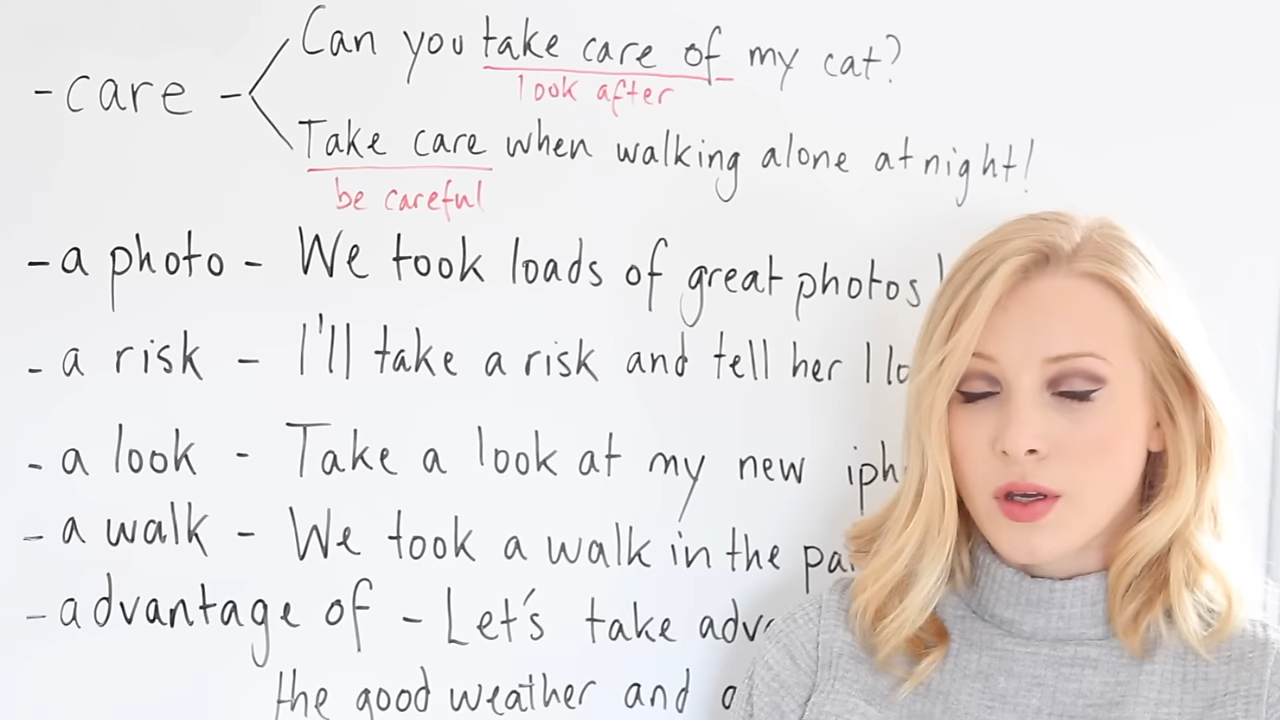 - care - Can you take care of my cat?
look after
Take care when walking alone at night!
be careful
- a photo - We took loads of great photos!
- a risk - I'll take a risk and tell her I
- a look - Take a look at my new
- a walk - We took a walk in the
- advantage of - Let's take
the good weather and